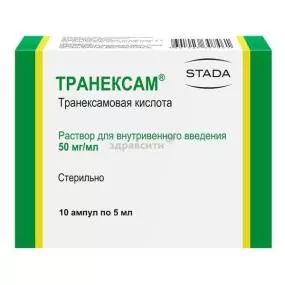 STADA
ТРАНЕКСАМ®
Транексамовая кислота
Раствор для внутривенного введения
50 мг/мл
здравсити
Стерильно
10 ампул по 5 мл